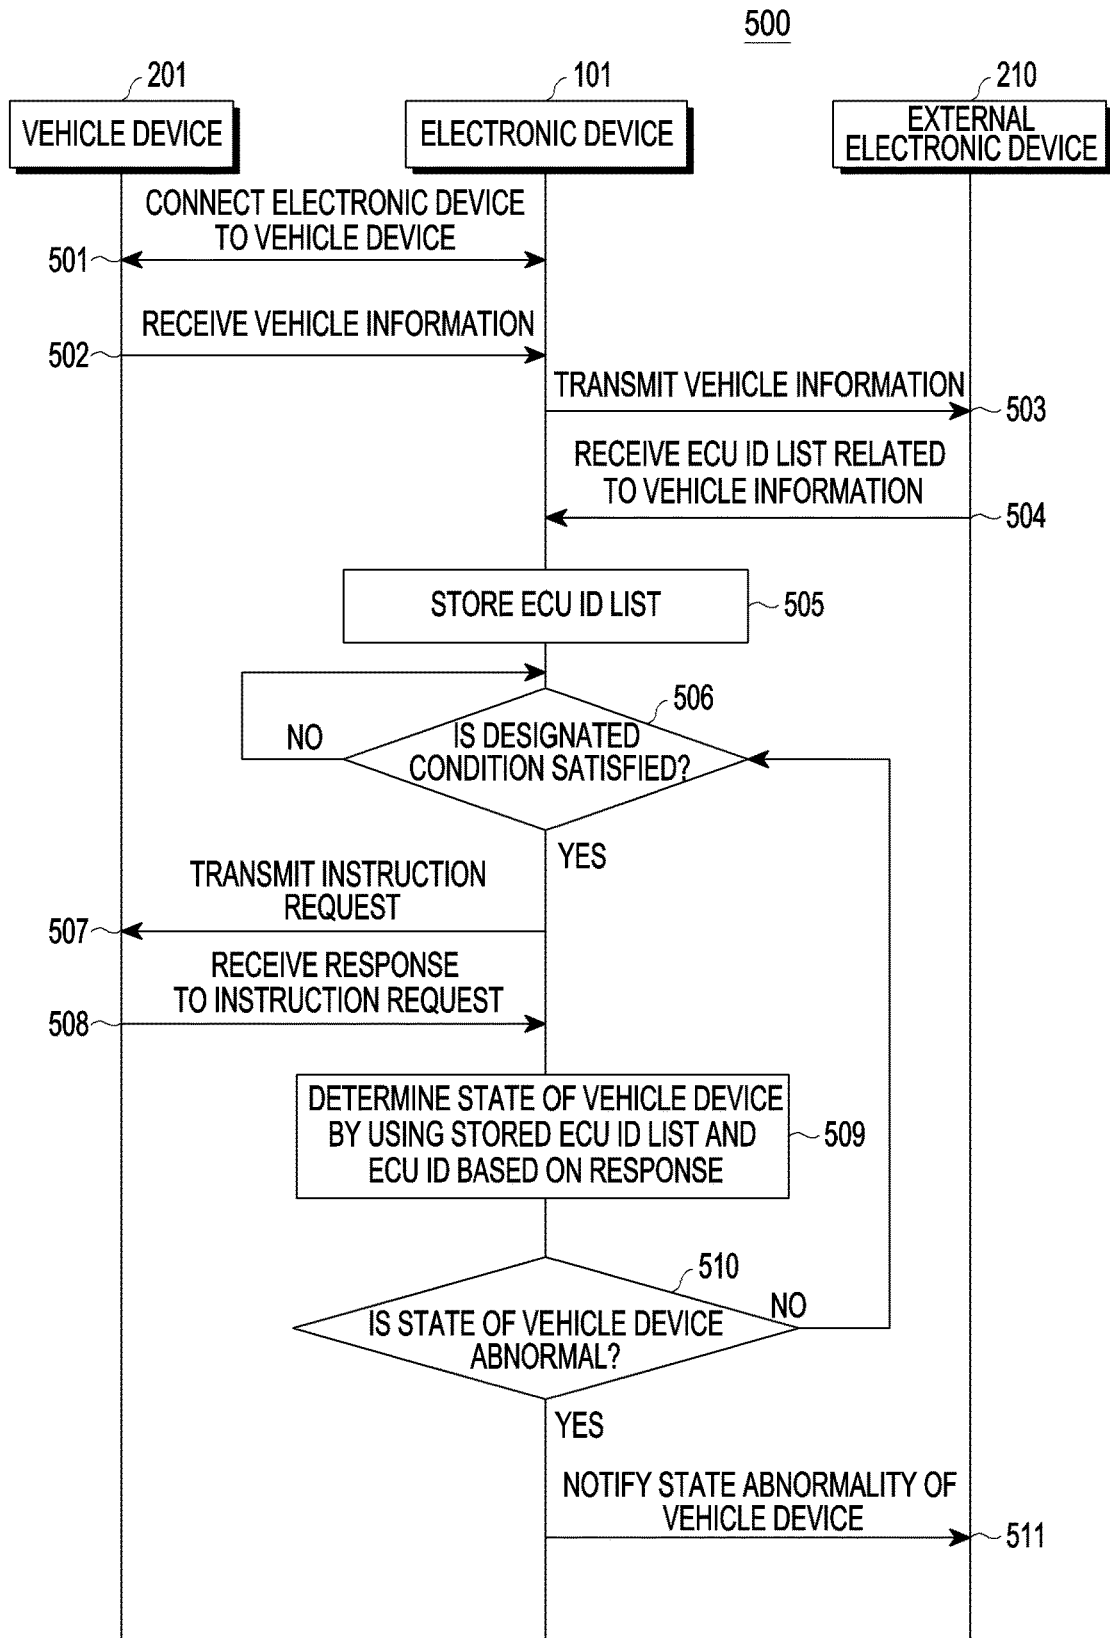 500
201
101
210
VEHICLE DEVICE
ELECTRONIC DEVICE
EXTERNAL
ELECTRONIC DEVICE
CONNECT ELECTRONIC DEVICE
TO VEHICLE DEVICE
501
RECEIVE VEHICLE INFORMATION
502
TRANSMIT VEHICLE INFORMATION
503
RECEIVE ECU ID LIST RELATED
TO VEHICLE INFORMATION
504
STORE ECU ID LIST
505
506
NO
IS DESIGNATED
CONDITION SATISFIED?
YES
TRANSMIT INSTRUCTION
REQUEST
507
RECEIVE RESPONSE
TO INSTRUCTION REQUEST
508
DETERMINE STATE OF VEHICLE DEVICE
BY USING STORED ECU ID LIST AND
ECU ID BASED ON RESPONSE
509
510
NO
IS STATE OF VEHICLE DEVICE
ABNORMAL?
YES
NOTIFY STATE ABNORMALITY OF
VEHICLE DEVICE
511